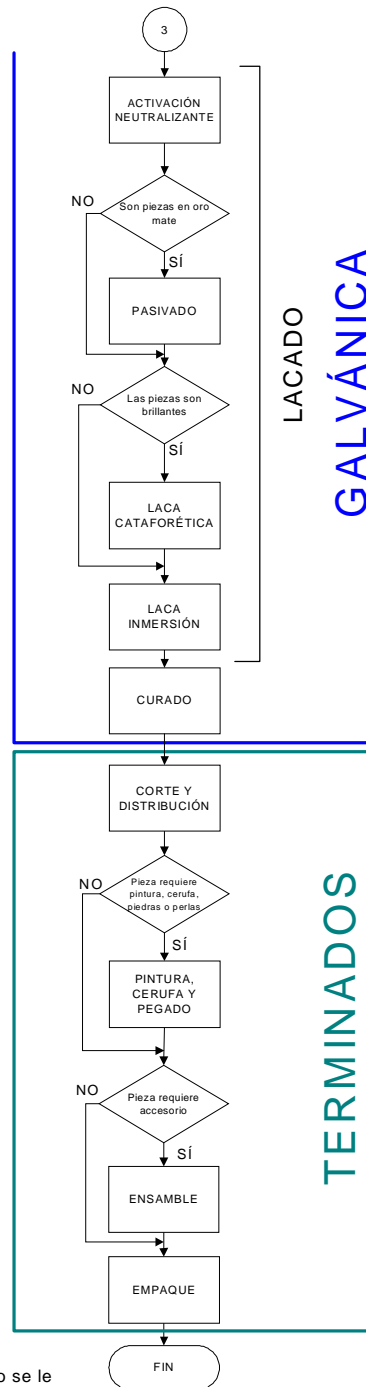 3
ACTIVACIÓN
NEUTRALIZANTE
NO
Son piezas en oro
mate
SÍ
PASIVADO
NO
Las piezas son
brillantes
SÍ
LACA
CATAFORÉTICA
LACA
INMERSIÓN
CURADO
LACADO
GALVÁNICA
CORTE Y
DISTRIBUCIÓN
NO
Pieza requiere
pintura, cerufa,
piedras o perlas
SÍ
PINTURA,
CERUFA Y
PEGADO
NO
Pieza requiere
accesorio
SÍ
ENSAMBLE
EMPAQUE
TERMINADOS
FIN
o se le